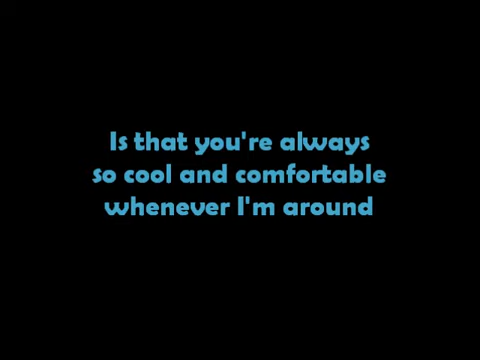 Is that you're always
so cool and comfortable
whenever I'm around